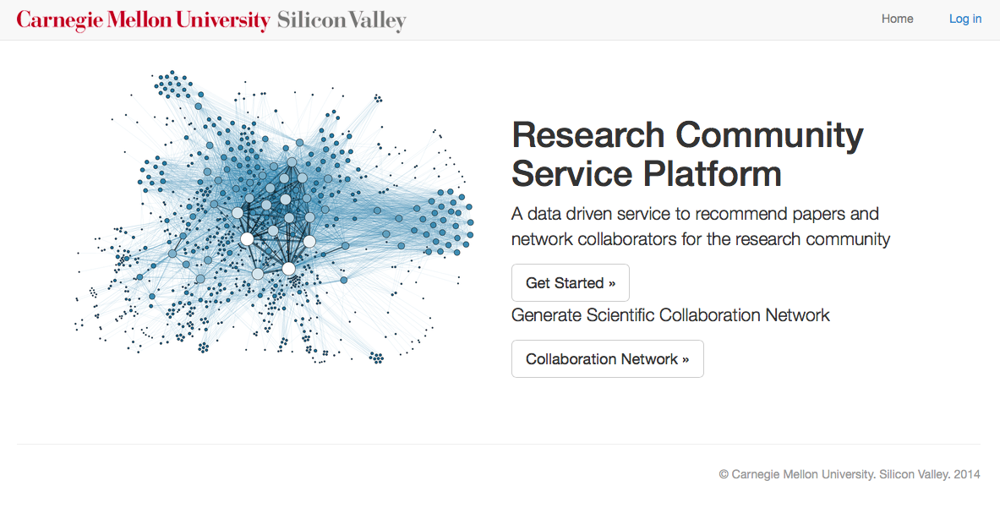 Carnegie Mellon University Silicon Valley
Home
Log in
Research Community
Service Platform
A data driven service to recommend papers and
network collaborators for the research community
Get Started »
Generate Scientific Collaboration Network
Collaboration Network »
© Carnegie Mellon University. Silicon Valley. 2014